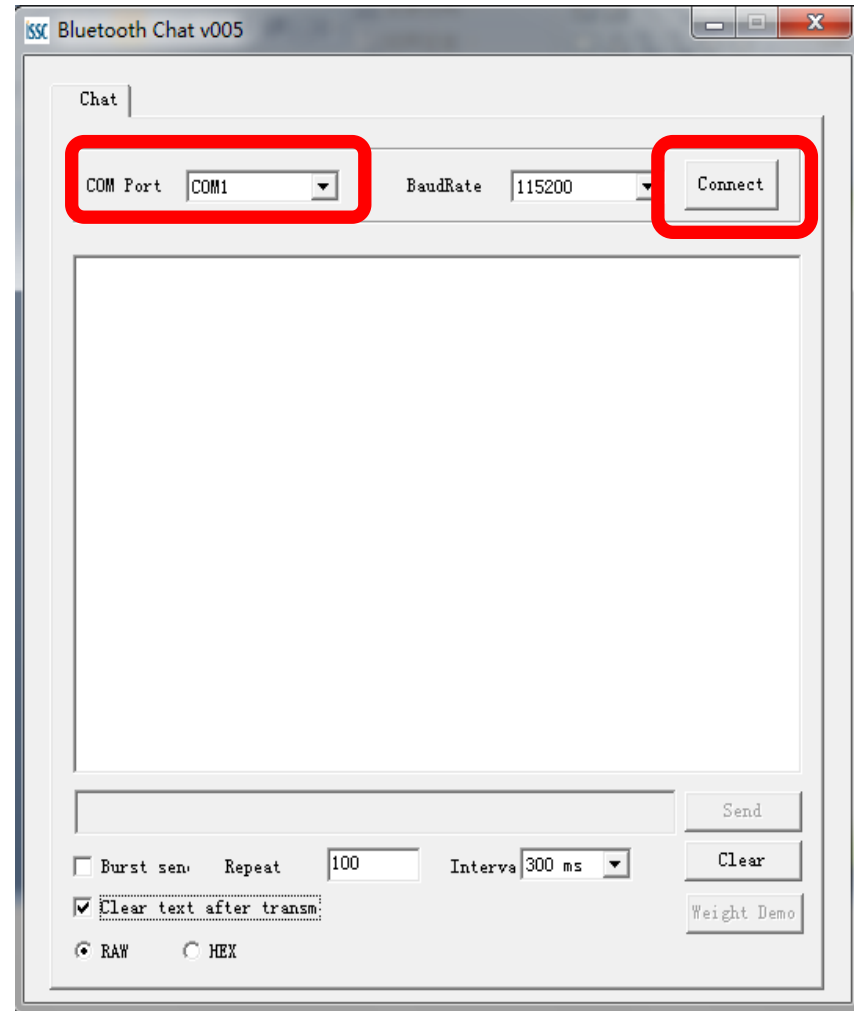 ISSC Bluetooth Chat v005
Chat
COM Port COM1 BaudRate 115200 Connect
Send
Burst sen Repeat 100 Interva 300 ms Clear
Clear text after transm
Weight Demo
RAW HEX